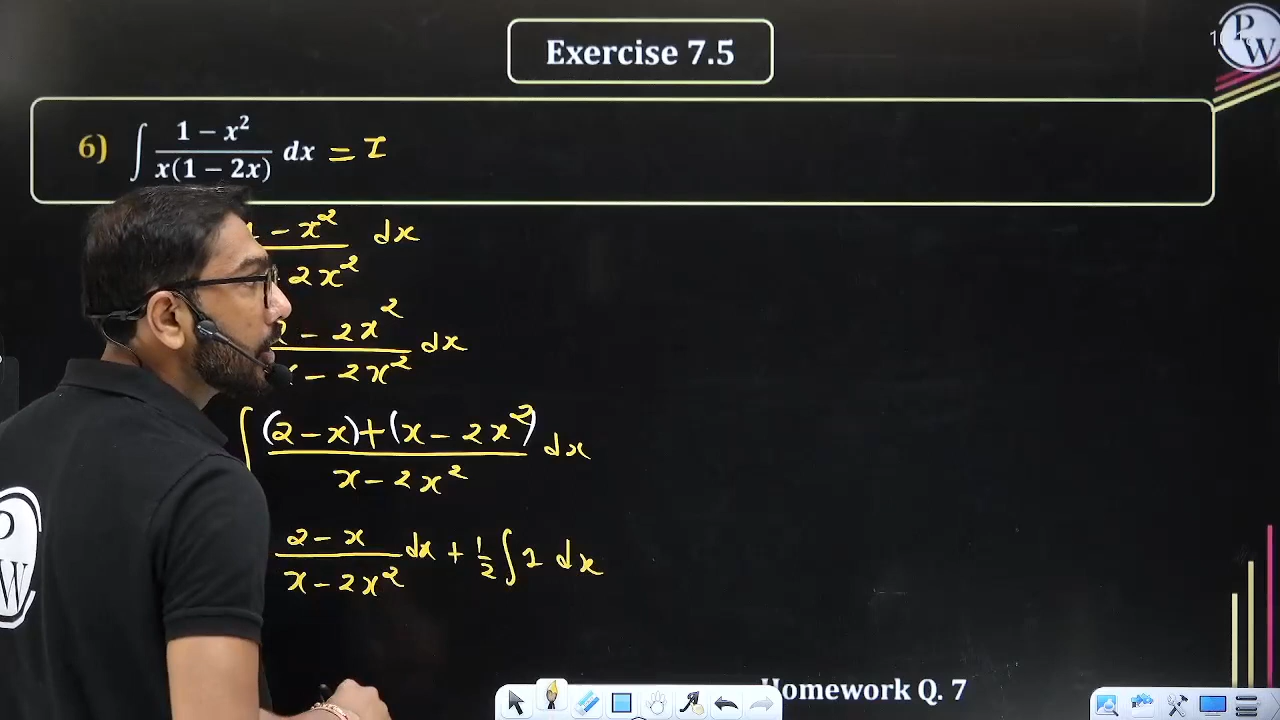 Exercise 7.5
PW
6) ∫ (1 − x²)/(x(1 − 2x)) dx = I
− x² dx
2x²
− 2x² dx
− 2x²
∫ ((2 − x) + (x − 2x²))/(x − 2x²) dx
(2 − x)/(x − 2x²) dx + 1/2 ∫ 1 dx
P
W
Homework Q. 7